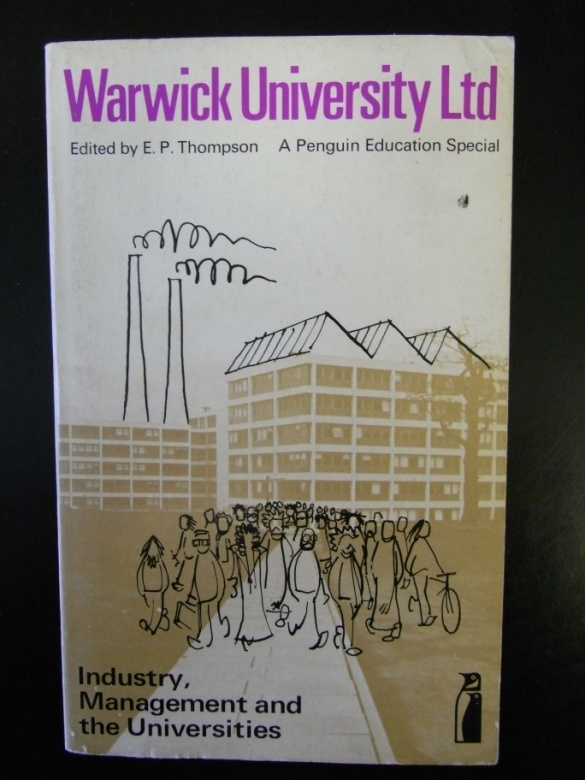 Warwick University Ltd
Edited by E. P. Thompson A Penguin Education Special
Industry,
Management and
the Universities